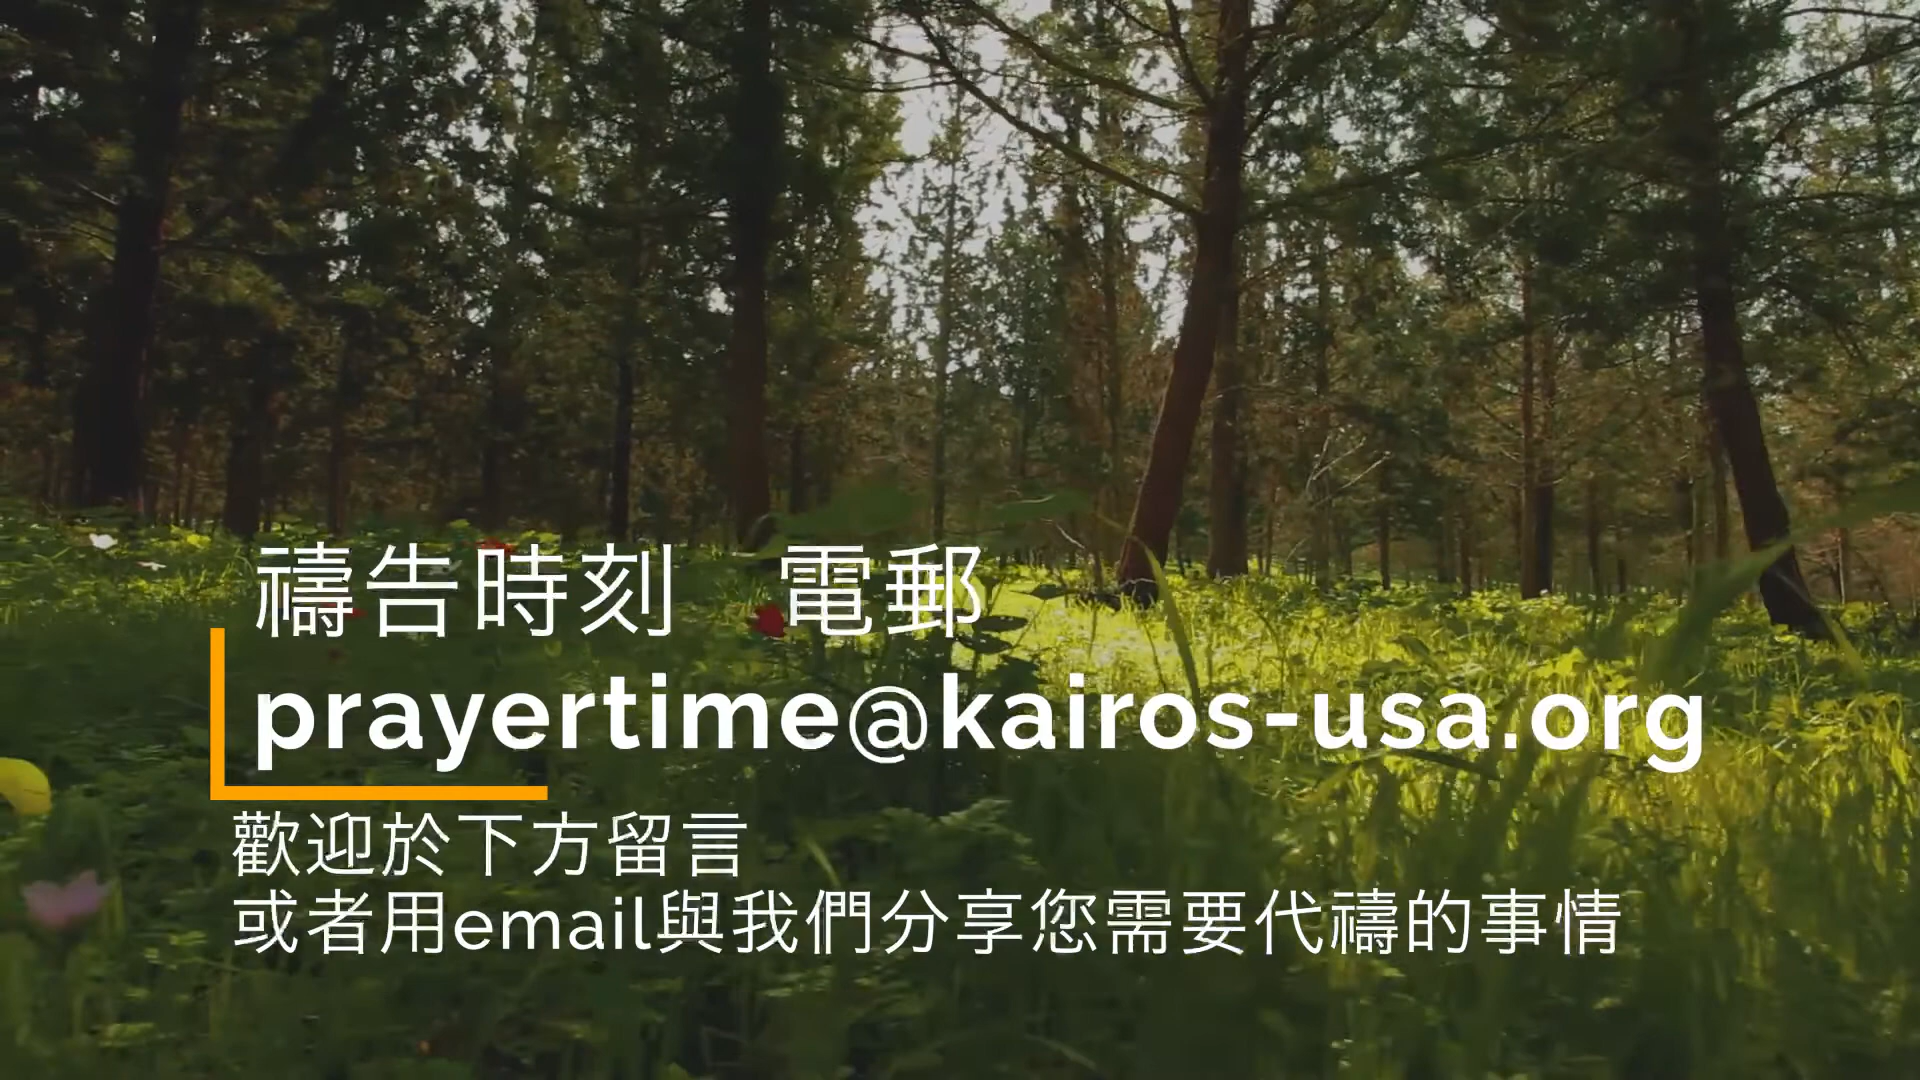 禱告時刻　電郵
prayertime@kairos-usa.org
歡迎於下方留言
或者用email與我們分享您需要代禱的事情